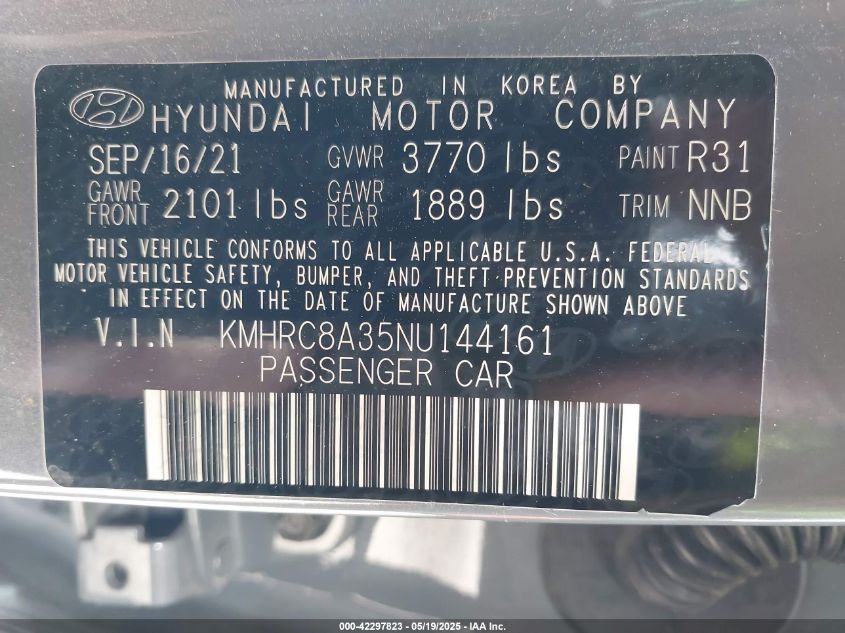 MANUFACTURED IN KOREA BY
HYUNDAI MOTOR COMPANY
SEP/16/21 GVWR 3770 lbs PAINT R31
GAWR FRONT 2101 lbs GAWR REAR 1889 lbs TRIM NNB
THIS VEHICLE CONFORMS TO ALL APPLICABLE U.S.A. FEDERAL
MOTOR VEHICLE SAFETY, BUMPER, AND THEFT PREVENTION STANDARDS
IN EFFECT ON THE DATE OF MANUFACTURE SHOWN ABOVE
V.I.N KMHRC8A35NU144161
PASSENGER CAR
000-42297823 - 05/19/2025 - IAA Inc.